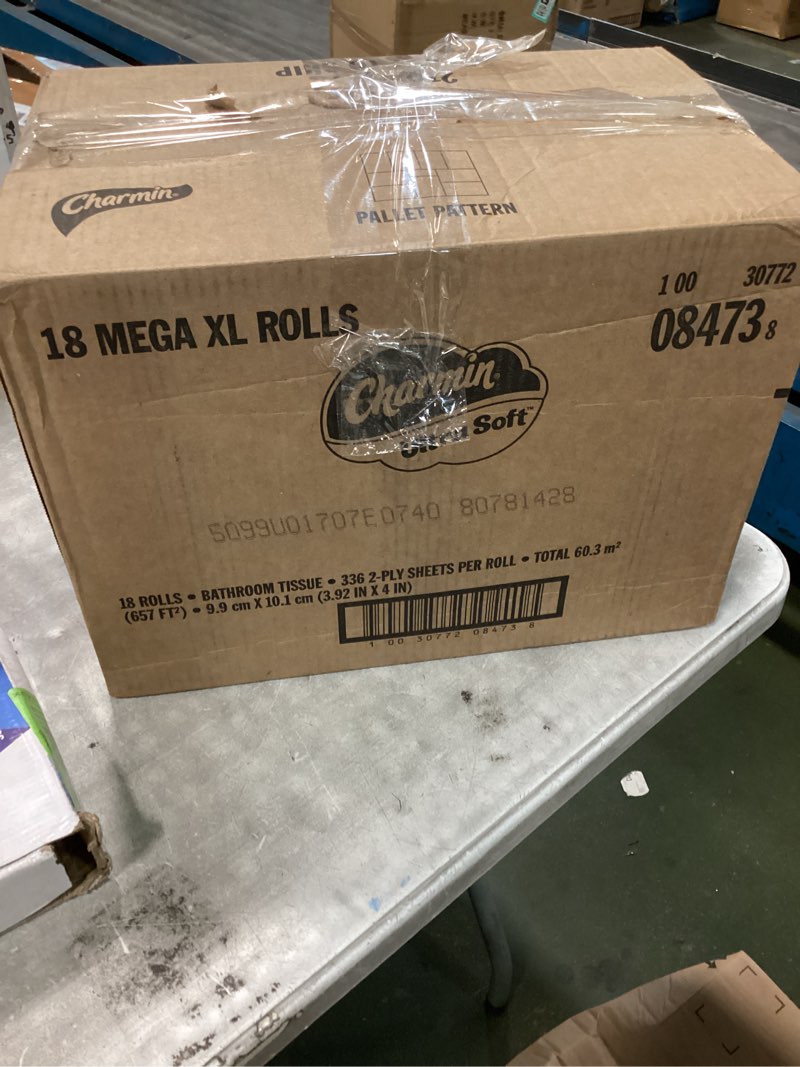 Charmin
PALLET PATTERN
18 MEGA XL ROLLS
1 00 30772
08473 8
Charmin
Ultra Soft™
5099U01707E0740 80781428
18 ROLLS • BATHROOM TISSUE • 336 2-PLY SHEETS PER ROLL • TOTAL 60.3 m²
(657 FT²) • 9.9 cm X 10.1 cm (3.92 IN X 4 IN)
1 00 30772 08473 8